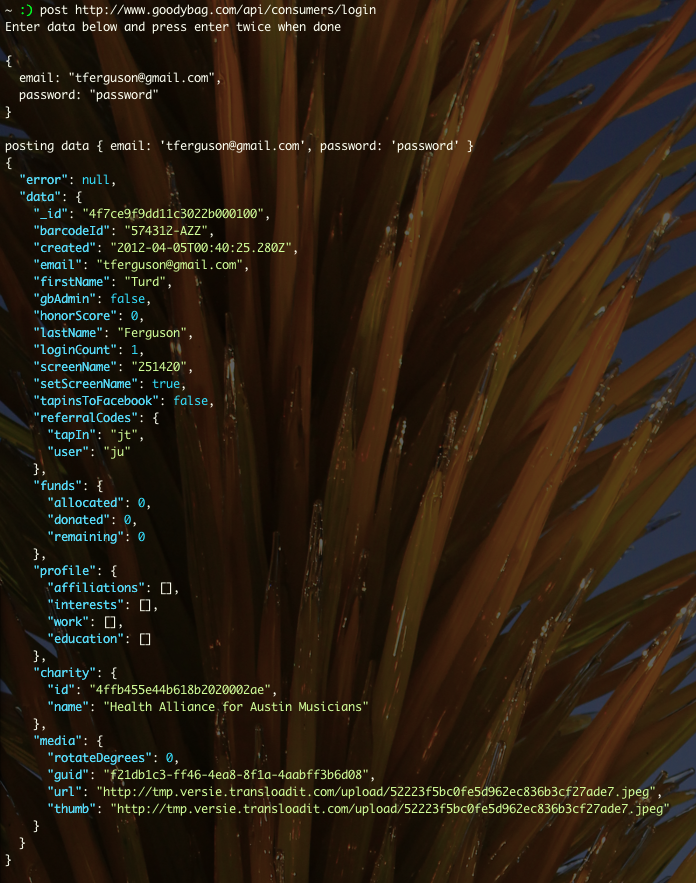 ~ :) post http://www.goodybag.com/api/consumers/login
Enter data below and press enter twice when done
{
  email: "tferguson@gmail.com",
  password: "password"
}
posting data { email: 'tferguson@gmail.com', password: 'password' }
{
  "error": null,
  "data": {
    "_id": "4f7ce9f9dd11c3022b000100",
    "barcodeId": "574312-AZZ",
    "created": "2012-04-05T00:40:25.280Z",
    "email": "tferguson@gmail.com",
    "firstName": "Turd",
    "gbAdmin": false,
    "honorScore": 0,
    "lastName": "Ferguson",
    "loginCount": 1,
    "screenName": "251420",
    "setScreenName": true,
    "tapinsToFacebook": false,
    "referralCodes": {
      "tapIn": "jt",
      "user": "ju"
    },
    "funds": {
      "allocated": 0,
      "donated": 0,
      "remaining": 0
    },
    "profile": {
      "affiliations": [],
      "interests": [],
      "work": [],
      "education": []
    },
    "charity": {
      "id": "4ffb455e44b618b2020002ae",
      "name": "Health Alliance for Austin Musicians"
    },
    "media": {
      "rotateDegrees": 0,
      "guid": "f21db1c3-ff46-4ea8-8f1a-4aabff3b6d08",
      "url": "http://tmp.versie.transloadit.com/upload/52223f5bc0fe5d962ec836b3cf27ade7.jpeg",
      "thumb": "http://tmp.versie.transloadit.com/upload/52223f5bc0fe5d962ec836b3cf27ade7.jpeg"
    }
  }
}